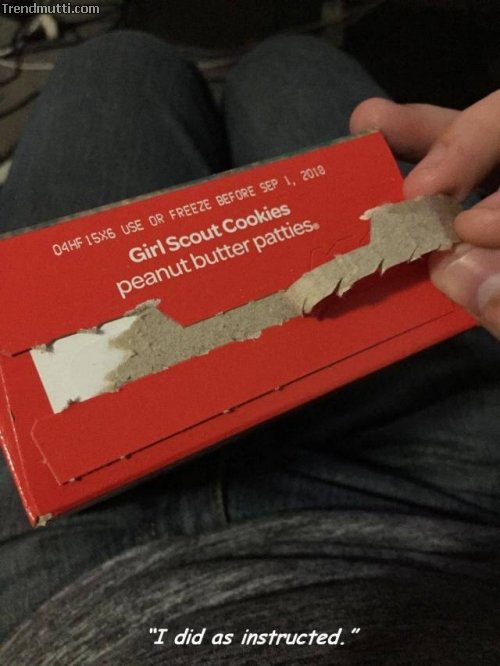 Trendmutti.com
04HF15X6 USE OR FREEZE BEFORE SEP 1, 2018
Girl Scout Cookies
peanut butter patties®
"I did as instructed."